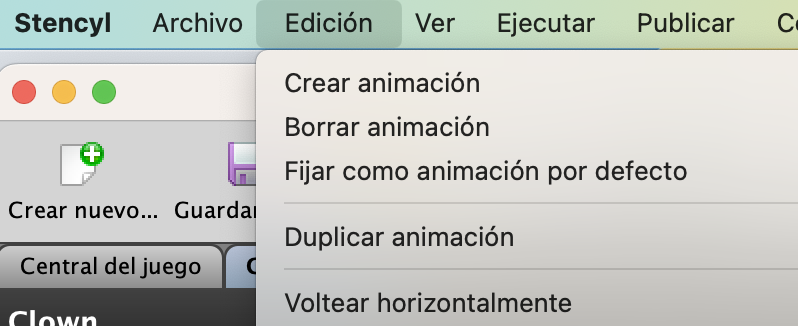 Stencyl Archivo Edición Ver Ejecutar Publicar
Crear animación
Borrar animación
Fijar como animación por defecto
Crear nuevo... Guardar
Duplicar animación
Central del juego
Voltear horizontalmente
Clown